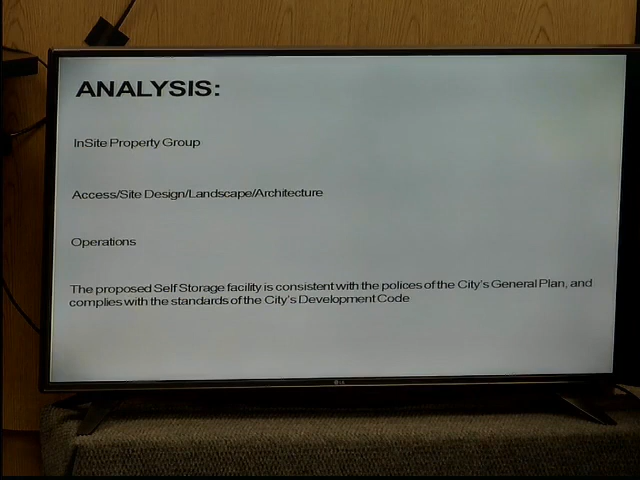 ANALYSIS:
InSite Property Group
Access/Site Design/Landscape/Architecture
Operations
The proposed Self Storage facility is consistent with the polices of the City's General Plan, and
complies with the standards of the City's Development Code
LG